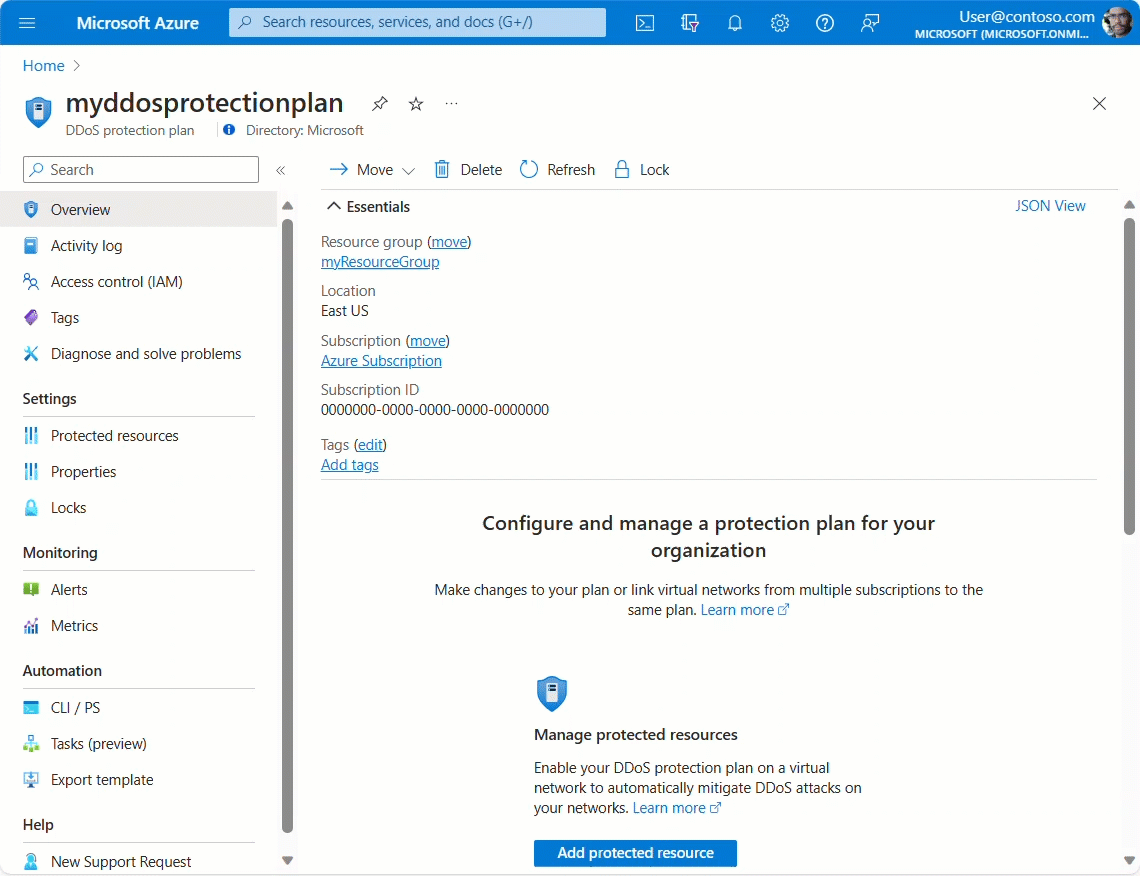 Microsoft Azure
Search resources, services, and docs (G+/)
User@contoso.com
MICROSOFT (MICROSOFT.ONMI...
Home
myddosprotectionplan
DDoS protection plan
Directory: Microsoft
Search
Move
Delete
Refresh
Lock
Overview
Activity log
Access control (IAM)
Tags
Diagnose and solve problems
Settings
Protected resources
Properties
Locks
Monitoring
Alerts
Metrics
Automation
CLI / PS
Tasks (preview)
Export template
Help
New Support Request
Essentials
JSON View
Resource group (move)
myResourceGroup
Location
East US
Subscription (move)
Azure Subscription
Subscription ID
0000000-0000-0000-0000-0000000
Tags (edit)
Add tags
Configure and manage a protection plan for your
organization
Make changes to your plan or link virtual networks from multiple subscriptions to the
same plan. Learn more
Manage protected resources
Enable your DDoS protection plan on a virtual
network to automatically mitigate DDoS attacks on
your networks. Learn more
Add protected resource